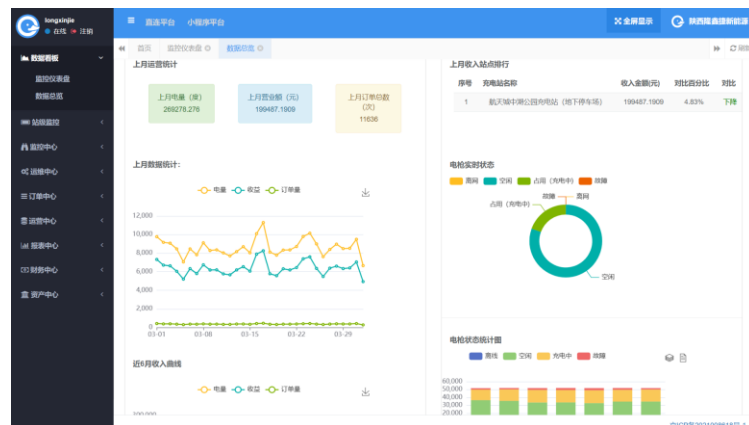 longxinjie
在线 注销
直连平台 小程序平台
全屏显示
首页 监控仪表盘 数据总览
数据看板
监控仪表盘
数据总览
站级监控
监控中心
运维中心
订单中心
运营中心
报表中心
财务中心
资产中心
上月运营统计
上月电量（度）
269278.276
上月营业额（元）
199487.1909
上月订单总数
（次）
11636
上月数据统计：
电量 收益 订单量
12,000
10,000
8,000
6,000
4,000
2,000
0
03-01 03-08 03-15 03-22 03-29
近6月收入曲线
电量 收益 订单量
100,000
上月收入站点排行
序号 充电站名称 收入金额(元) 对比百分比 对比
1 航天城中湖公园充电站（地下停车场） 199487.1909 4.83% 下降
电枪实时状态
离网 空闲 占用（充电中） 故障
故障 离网
占用（充电中）
空闲
电枪状态统计图
离线 空闲 充电中 故障
60,000
50,000
40,000
30,000
20,000